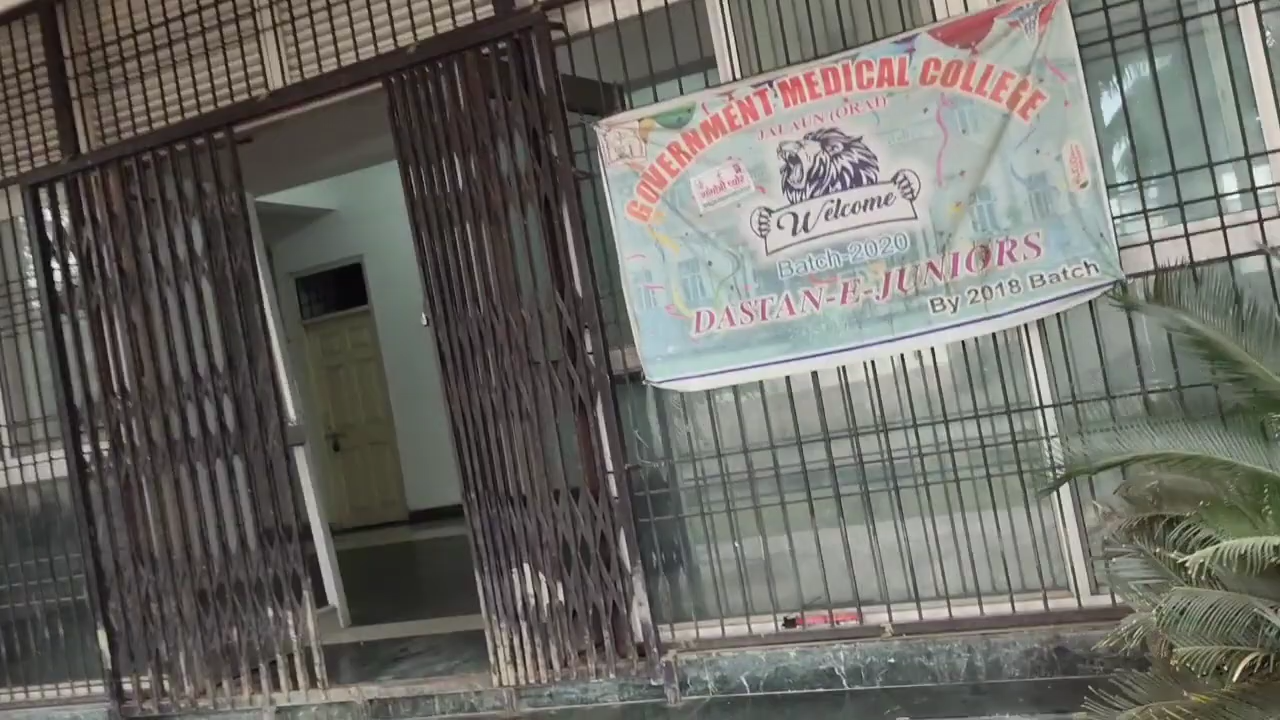 GOVERNMENT MEDICAL COLLEGE
JALAUN (ORAI)
Welcome
Batch-2020
DASTAN-E-JUNIORS
By 2018 Batch